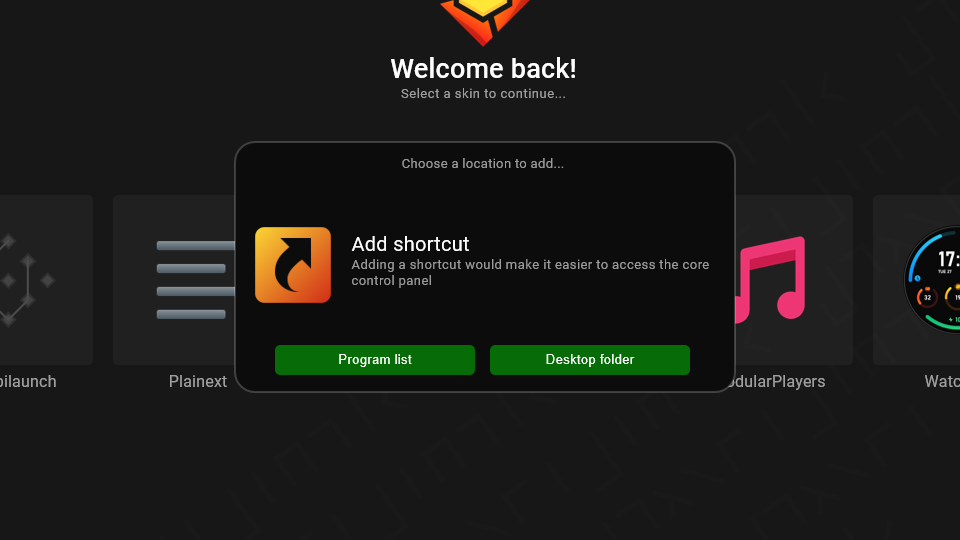 Welcome back!
Select a skin to continue...
Choose a location to add...
Add shortcut
Adding a shortcut would make it easier to access the core
control panel
Program list
Desktop folder
17:
TUE 27
32
19
10
pilaunch
Plainext
odularPlayers
Watc